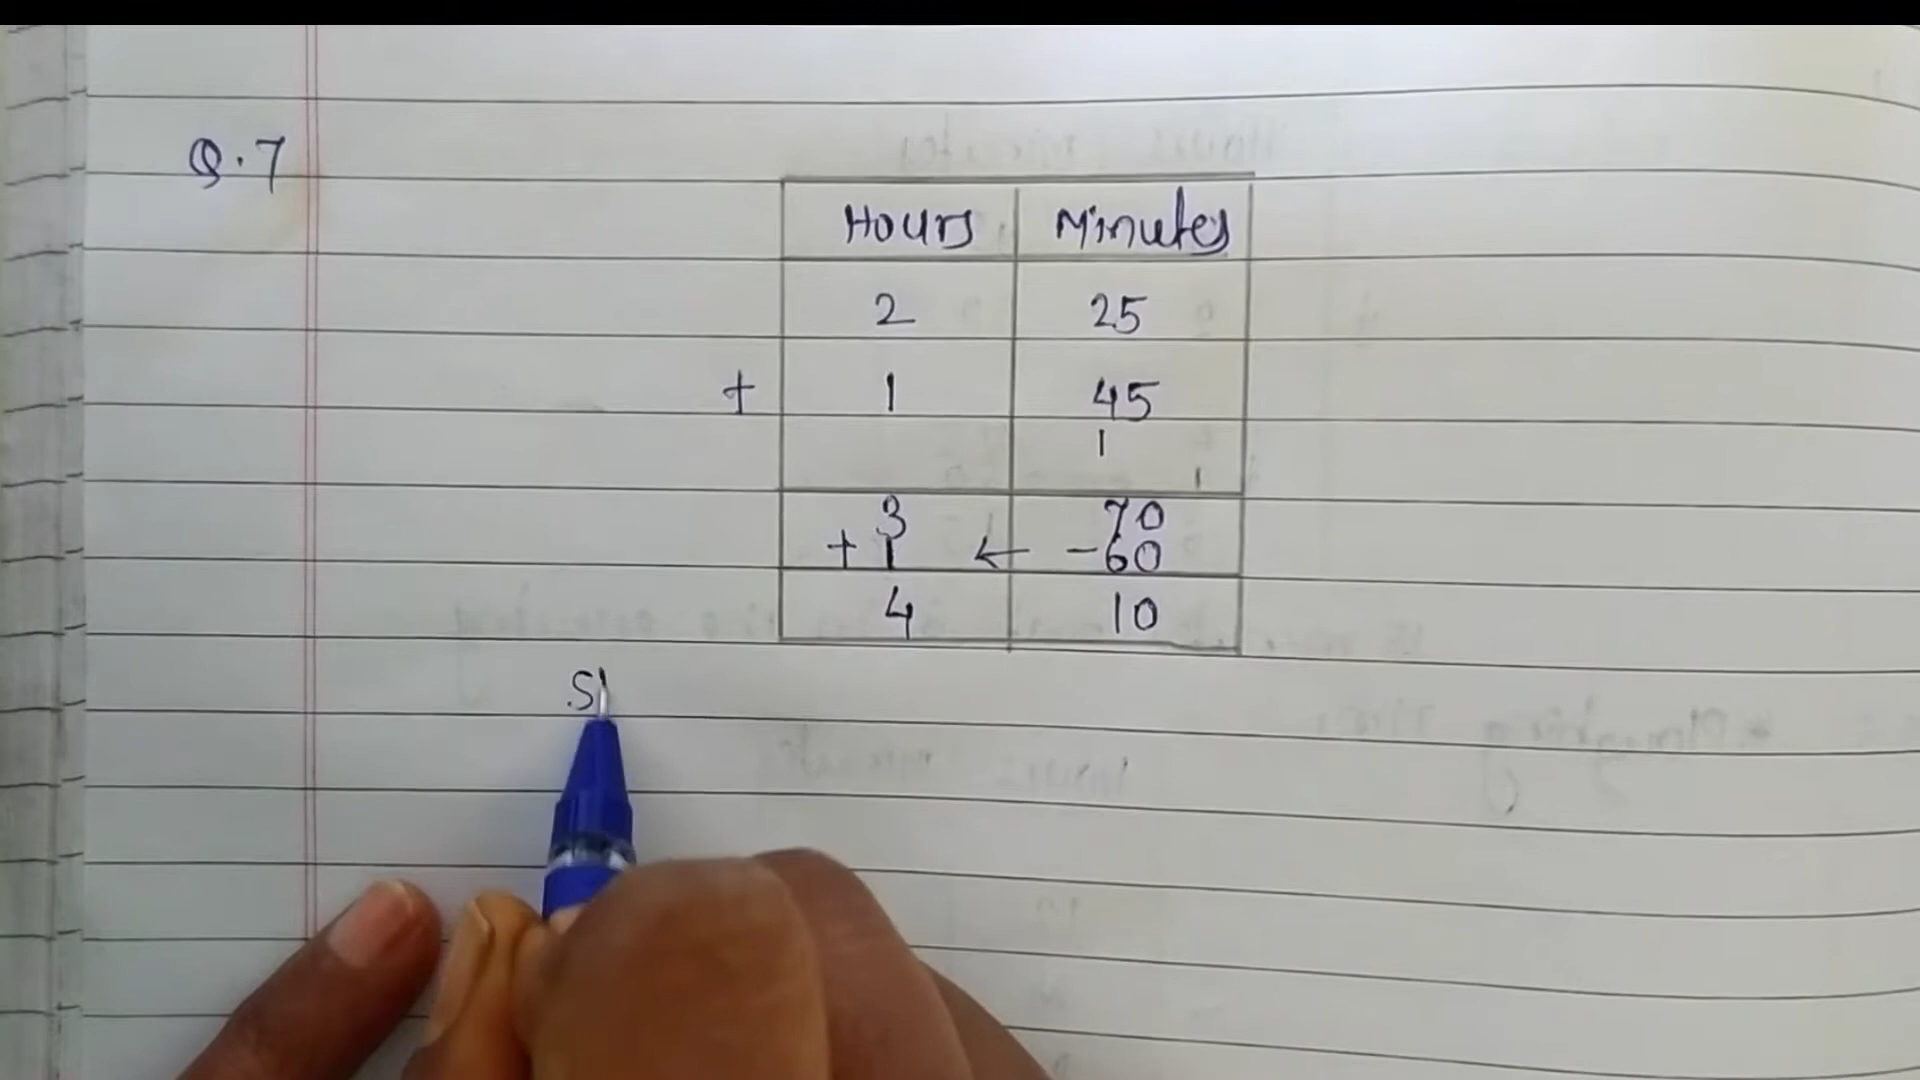 Q.7
Hours Minutes
2 25
+ 1 45
1
3 70
+ 1 ← -60
4 10